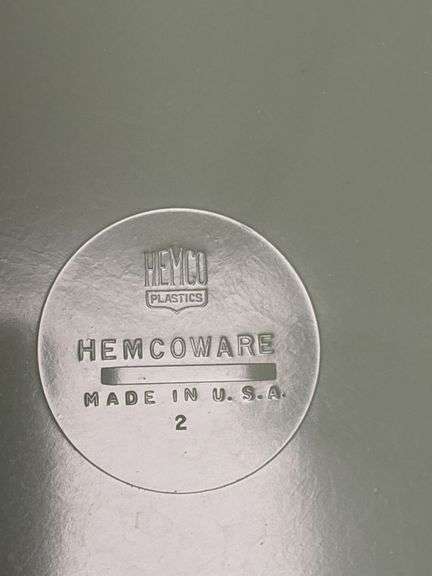 HEMCO
PLASTICS
HEMCOWARE
MADE IN U.S.A.
2